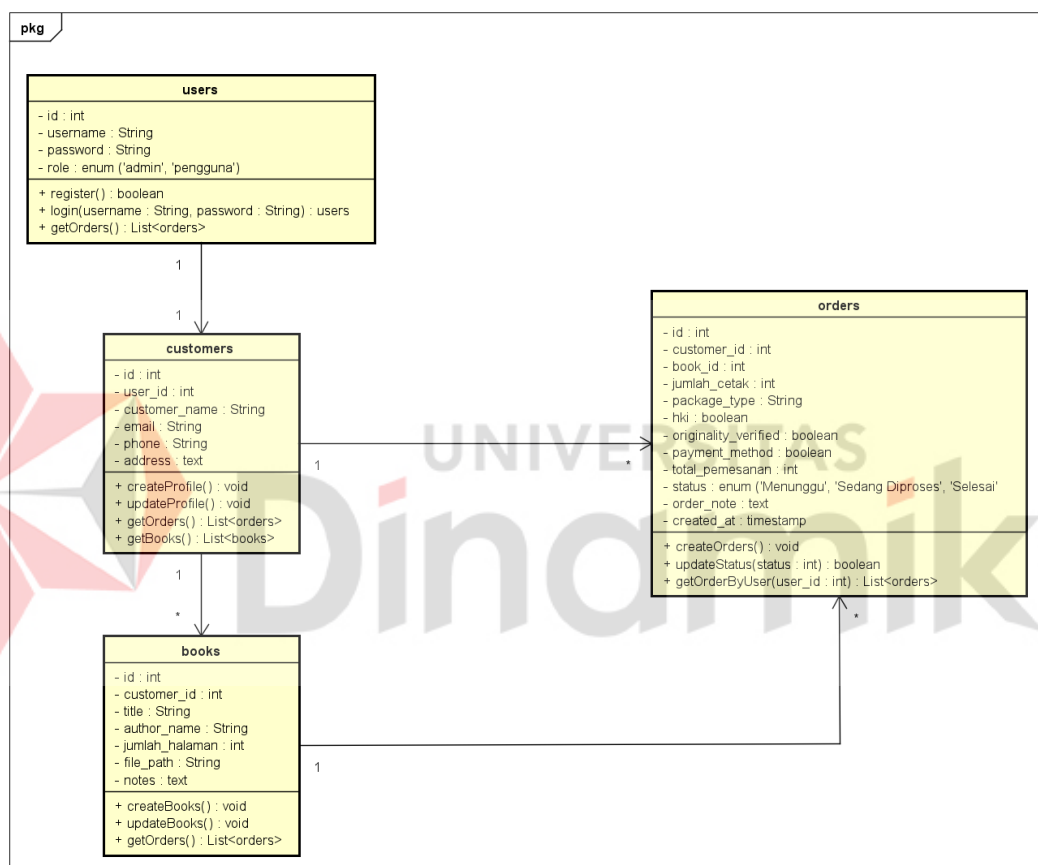 pkg
users
- id : int
- username : String
- password : String
- role : enum ('admin', 'pengguna')
+ register() : boolean
+ login(username : String, password : String) : users
+ getOrders() : List<orders>
1
1
customers
- id : int
- user_id : int
- customer_name : String
- email : String
- phone : String
- address : text
+ createProfile() : void
+ updateProfile() : void
+ getOrders() : List<orders>
+ getBooks() : List<books>
1
*
1
*
orders
- id : int
- customer_id : int
- book_id : int
- jumlah_cetak : int
- package_type : String
- hki : boolean
- originality_verified : boolean
- payment_method : boolean
- total_pemesanan : int
- status : enum ('Menunggu', 'Sedang Diproses', 'Selesai'
- order_note : text
- created_at : timestamp
+ createOrders() : void
+ updateStatus(status : int) : boolean
+ getOrderByUser(user_id : int) : List<orders>
books
- id : int
- customer_id : int
- title : String
- author_name : String
- jumlah_halaman : int
- file_path : String
- notes : text
+ createBooks() : void
+ updateBooks() : void
+ getOrders() : List<orders>
1
*
UNIVERSITAS
Dinamika